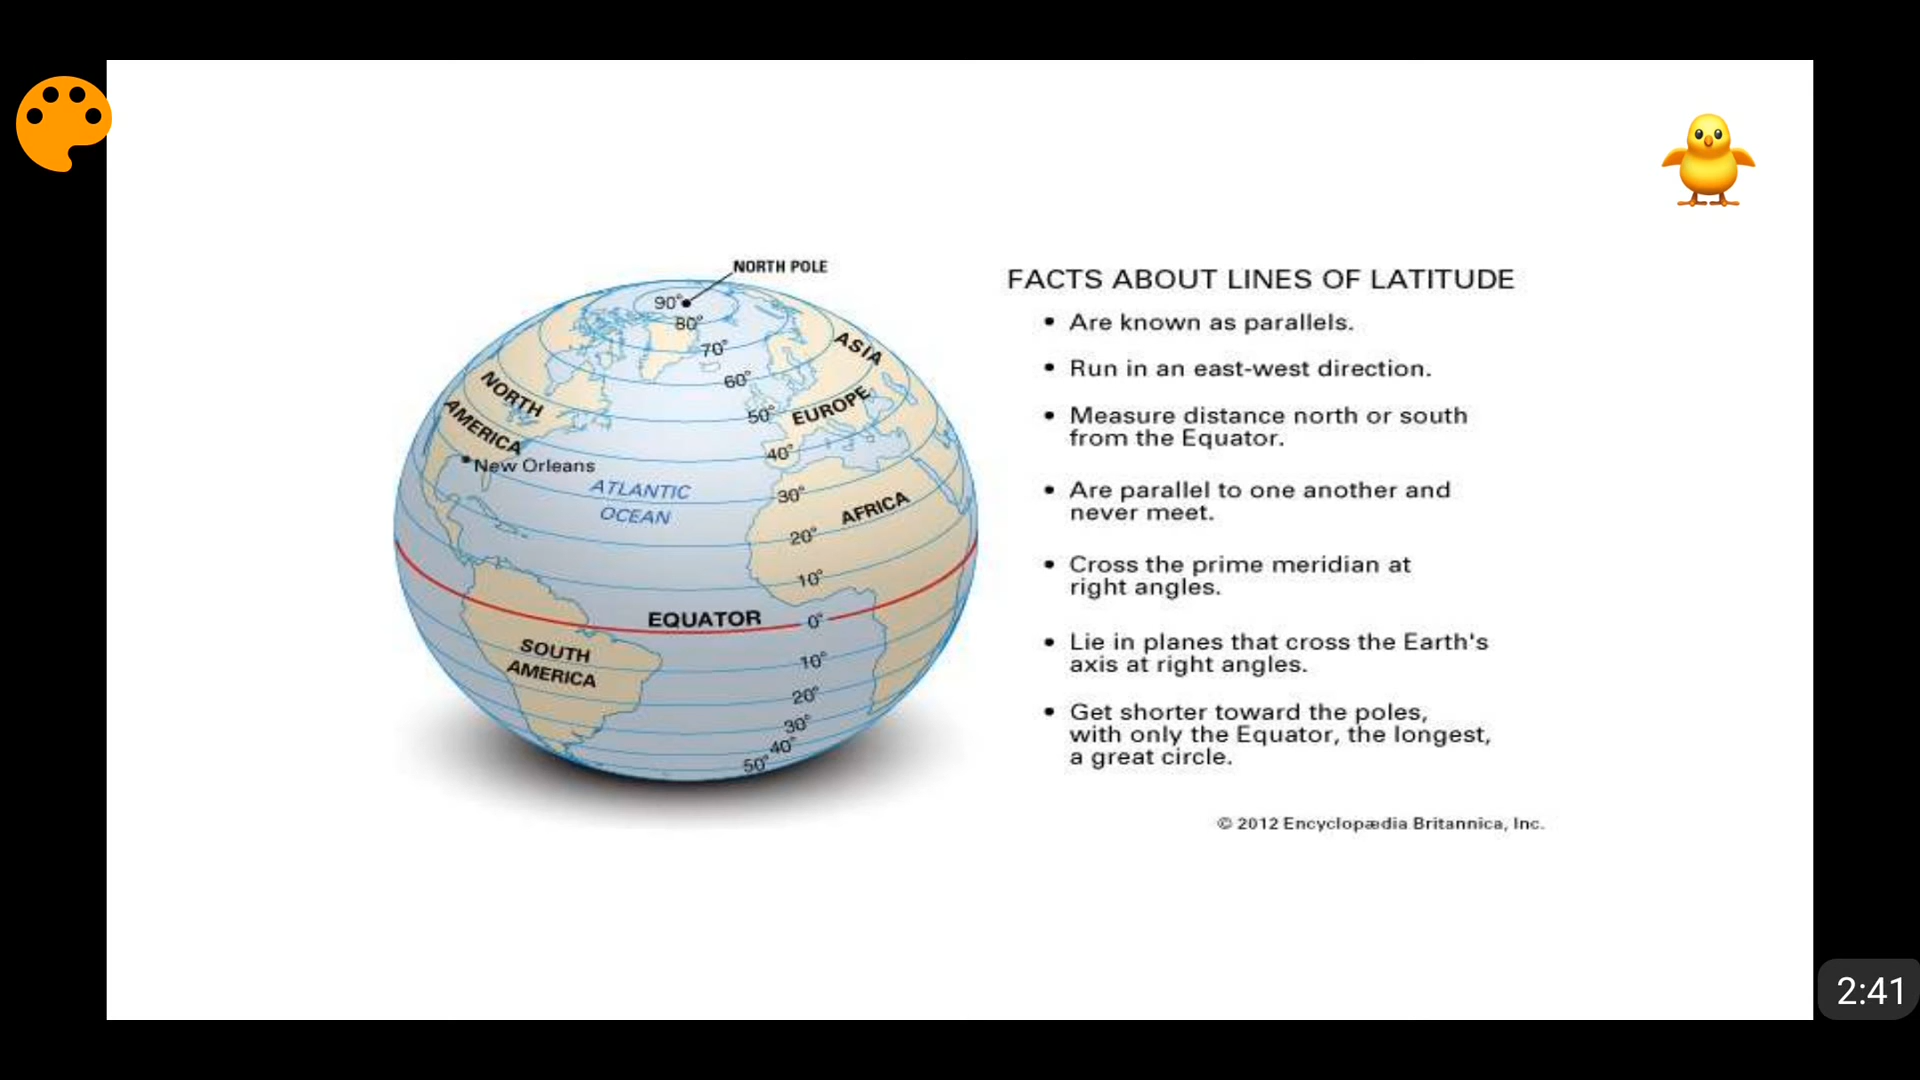 NORTH POLE
90°
80°
70°
60°
50°
40°
30°
20°
10°
0°
10°
20°
30°
40°
50°
ASIA
EUROPE
NORTH
AMERICA
New Orleans
ATLANTIC
OCEAN
AFRICA
EQUATOR
SOUTH
AMERICA
FACTS ABOUT LINES OF LATITUDE
• Are known as parallels.
• Run in an east-west direction.
• Measure distance north or south
from the Equator.
• Are parallel to one another and
never meet.
• Cross the prime meridian at
right angles.
• Lie in planes that cross the Earth's
axis at right angles.
• Get shorter toward the poles,
with only the Equator, the longest,
a great circle.
© 2012 Encyclopædia Britannica, Inc.
2:41